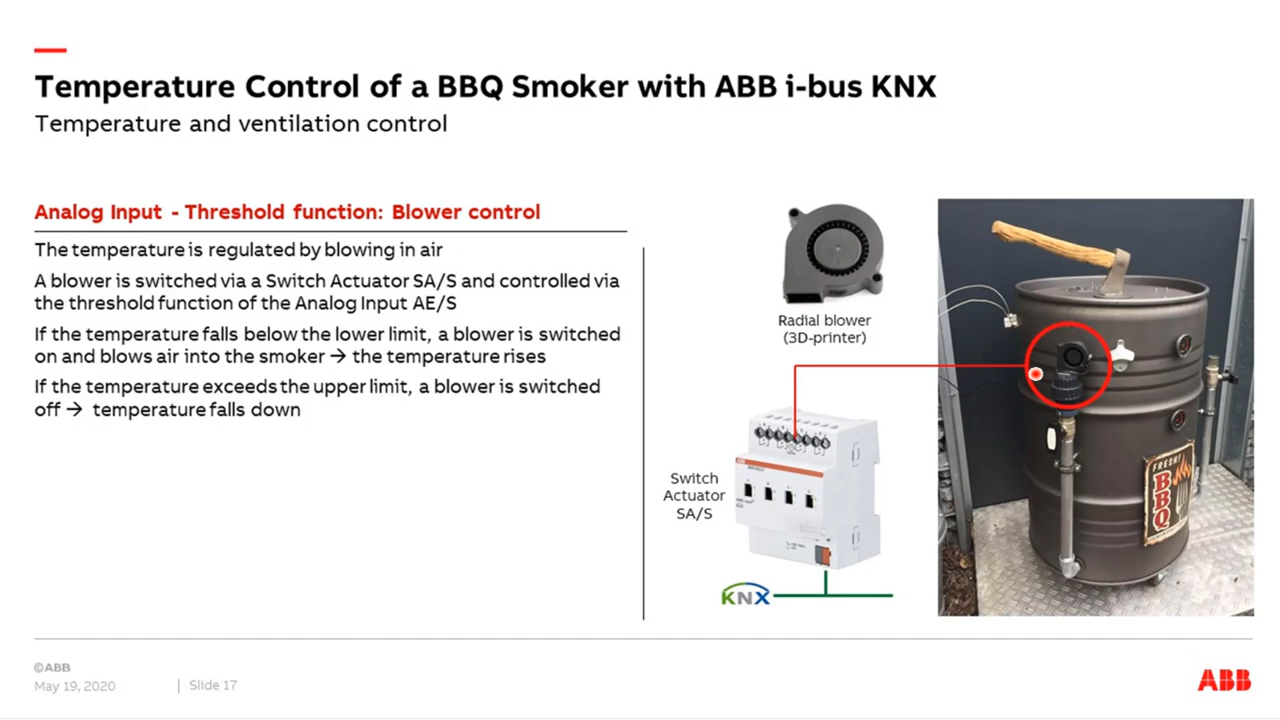 Temperature Control of a BBQ Smoker with ABB i-bus KNX
Temperature and ventilation control
Analog Input - Threshold function: Blower control
The temperature is regulated by blowing in air
A blower is switched via a Switch Actuator SA/S and controlled via
the threshold function of the Analog Input AE/S
If the temperature falls below the lower limit, a blower is switched
on and blows air into the smoker → the temperature rises
If the temperature exceeds the upper limit, a blower is switched
off → temperature falls down
Radial blower
(3D-printer)
Switch
Actuator
SA/S
KNX
FRESH!
BBQ
©ABB
May 19, 2020 | Slide 17
ABB